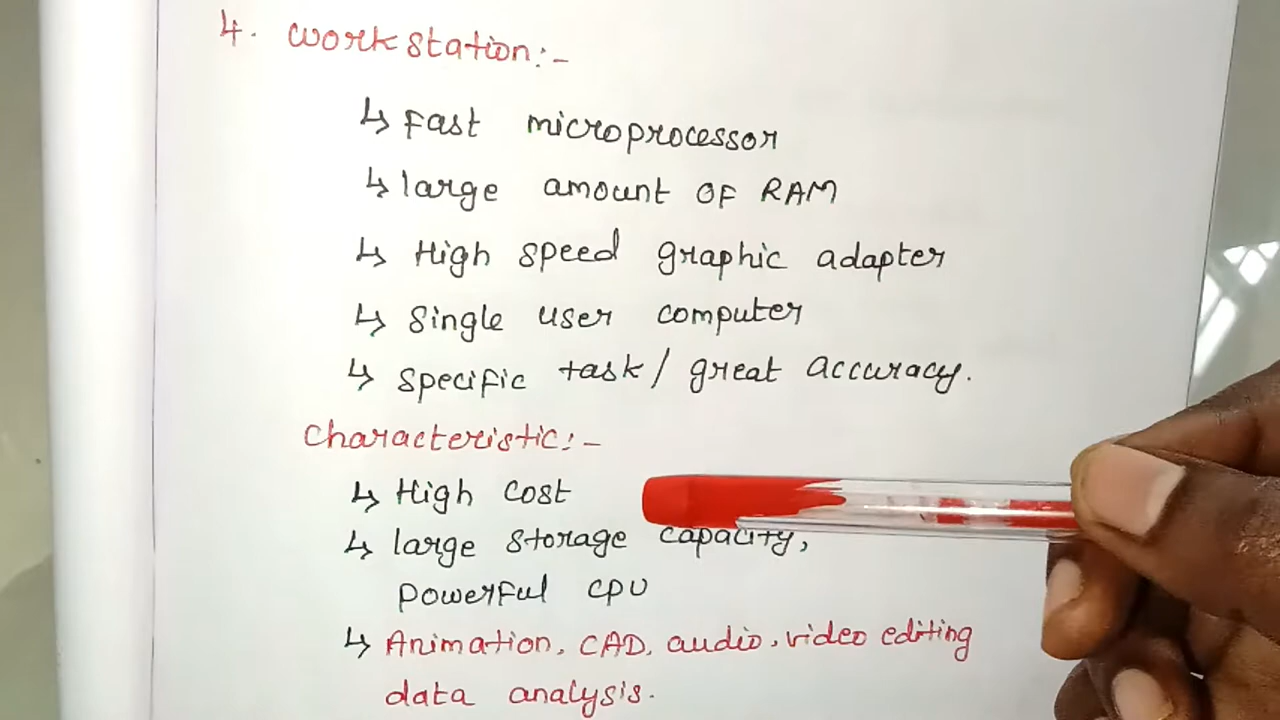 4. Workstation:-
↳ Fast microprocessor
↳ large amount OF RAM
↳ High speed graphic adapter
↳ Single user computer
↳ Specific task / great accuracy.
Characteristic:-
↳ High cost
↳ large storage capacity,
powerful CPU
↳ Animation, CAD, audio, video editing
data analysis.